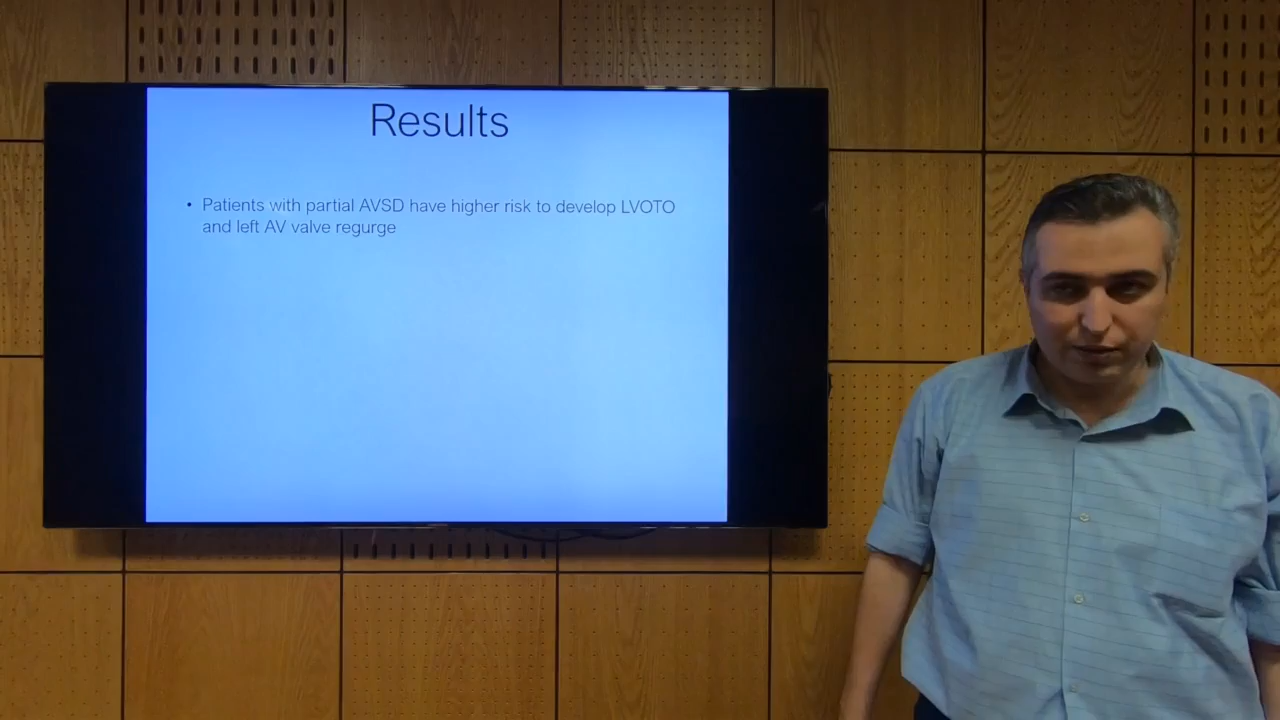 Results
• Patients with partial AVSD have higher risk to develop LVOTO
and left AV valve regurge